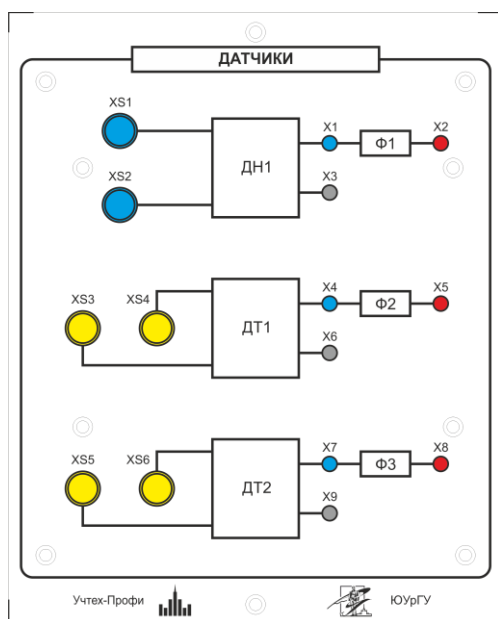 ДАТЧИКИ
XS1
X1
X2
Ф1
ДН1
X3
XS2
XS3
XS4
X4
X5
Ф2
ДТ1
X6
XS5
XS6
X7
X8
Ф3
ДТ2
X9
Учтех-Профи
ЮУрГУ